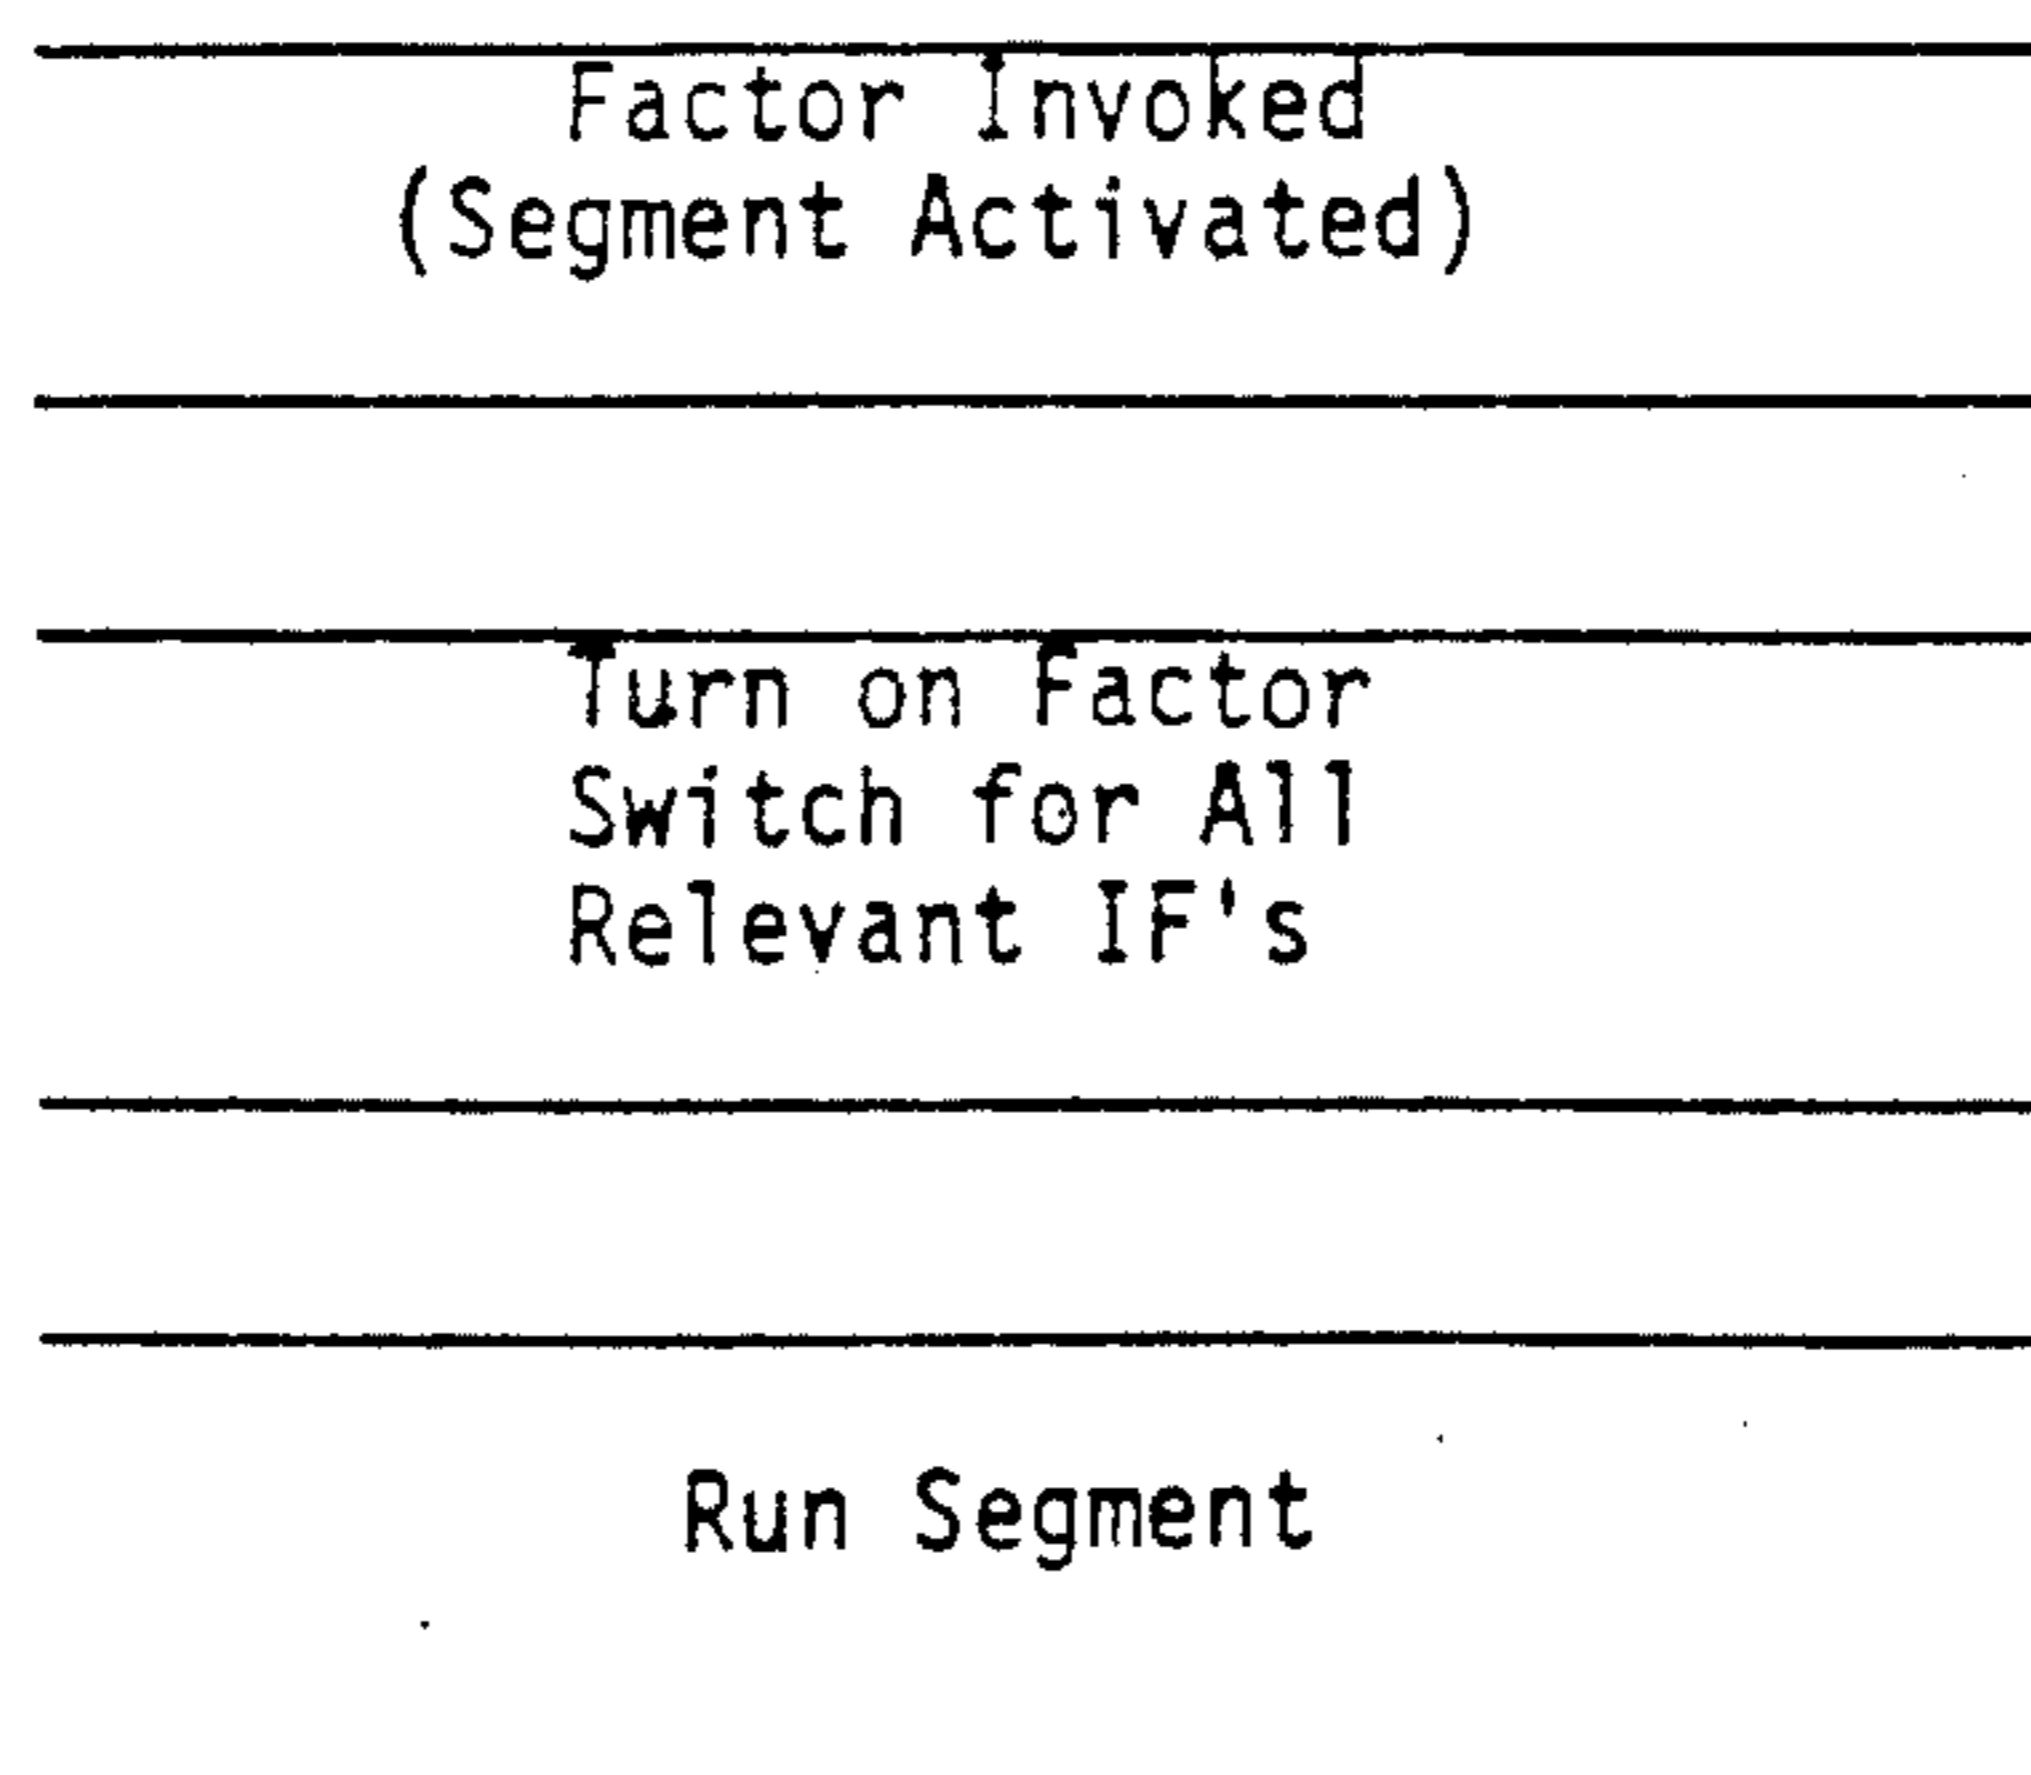 Factor Invoked
(Segment Activated)
Turn on Factor
Switch for All
Relevant IF's
Run Segment